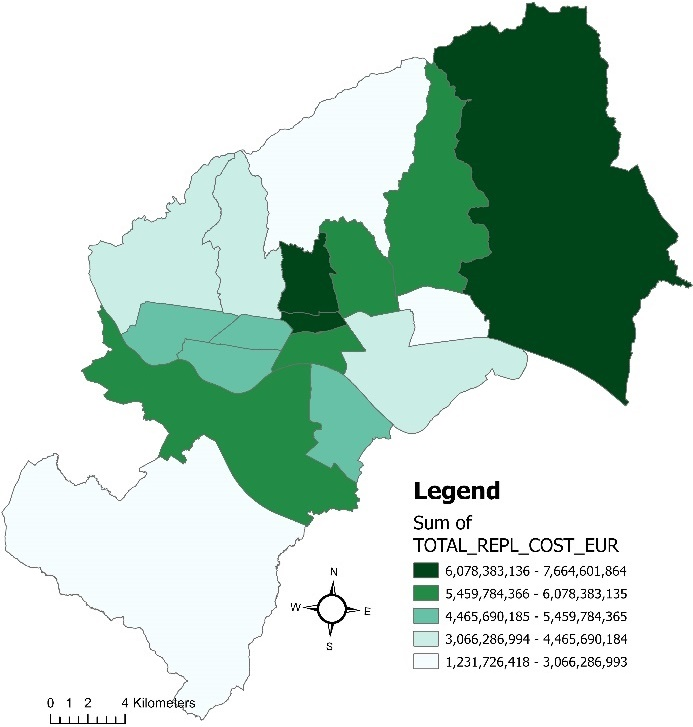 Legend
Sum of
TOTAL_REPL_COST_EUR
6,078,383,136 - 7,664,601,864
5,459,784,366 - 6,078,383,135
4,465,690,185 - 5,459,784,365
3,066,286,994 - 4,465,690,184
1,231,726,418 - 3,066,286,993
N
W E
S
0 1 2 4 Kilometers